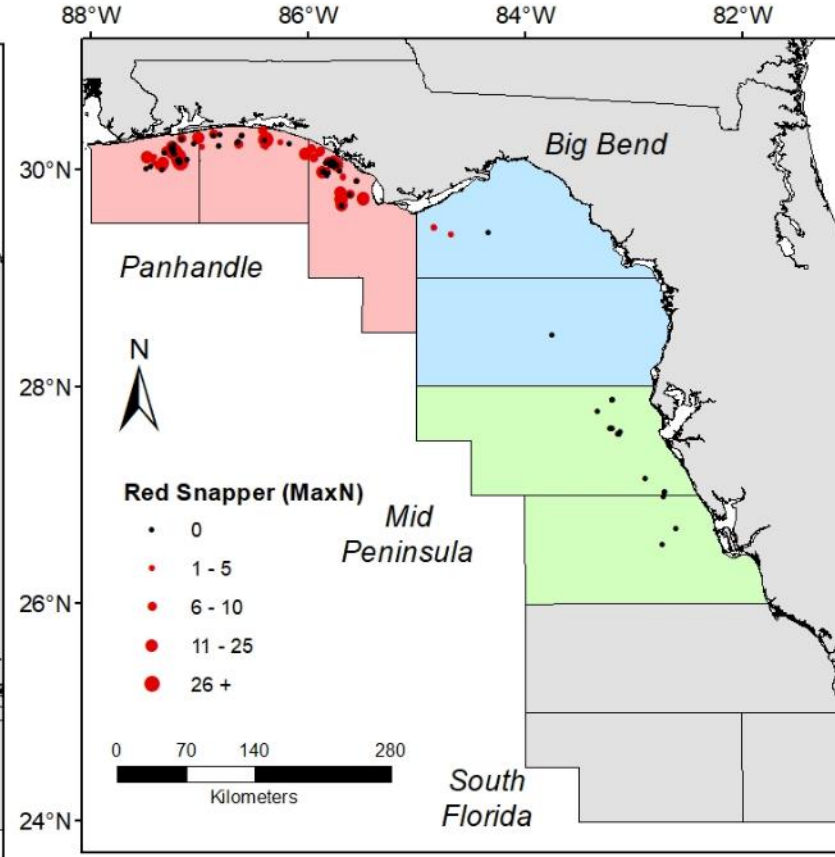 88°W 86°W 84°W 82°W
Big Bend
30°N
Panhandle
N
28°N
Red Snapper (MaxN)
0
1 - 5
6 - 10
11 - 25
26 +
Mid
Peninsula
26°N
0 70 140 280
Kilometers
South
Florida
24°N